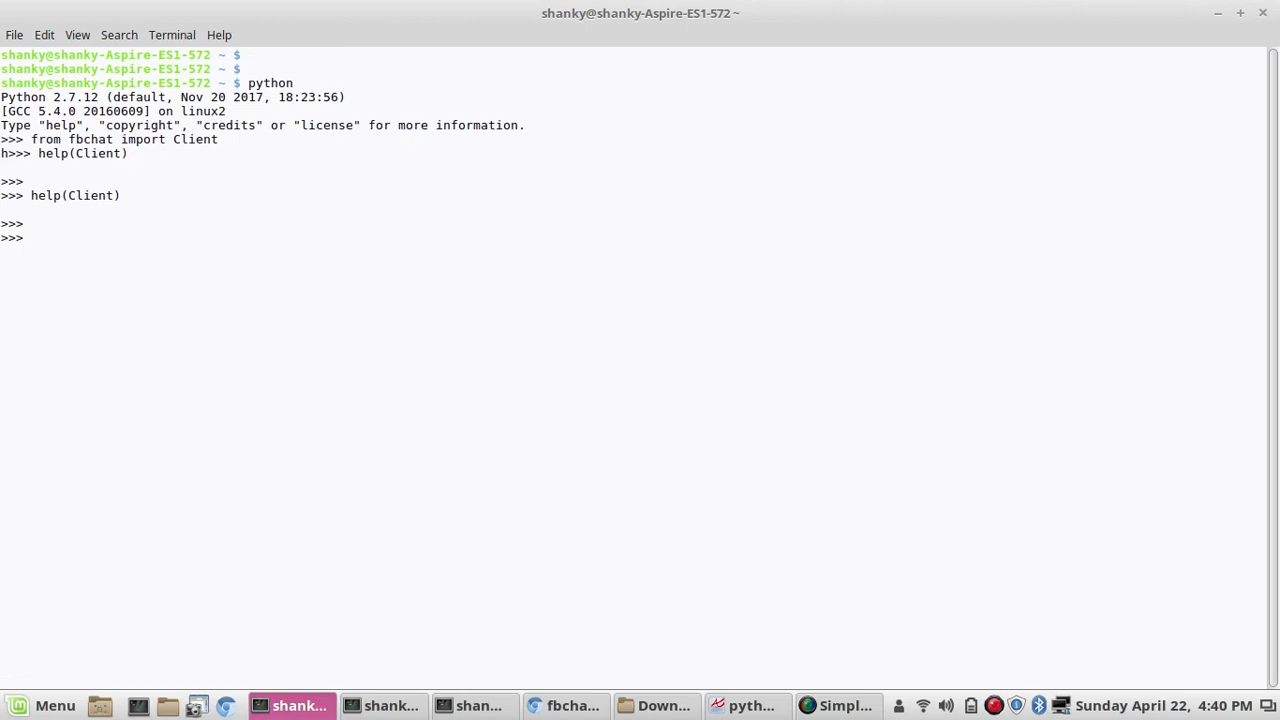 shanky@shanky-Aspire-ES1-572 ~
File Edit View Search Terminal Help
shanky@shanky-Aspire-ES1-572 ~ $
shanky@shanky-Aspire-ES1-572 ~ $
shanky@shanky-Aspire-ES1-572 ~ $ python
Python 2.7.12 (default, Nov 20 2017, 18:23:56)
[GCC 5.4.0 20160609] on linux2
Type "help", "copyright", "credits" or "license" for more information.
>>> from fbchat import Client
h>>> help(Client)
>>>
>>> help(Client)
>>>
>>>
Menu shank... shank... shan... fbcha... Down... pytho... Simpl... Sunday April 22, 4:40 PM